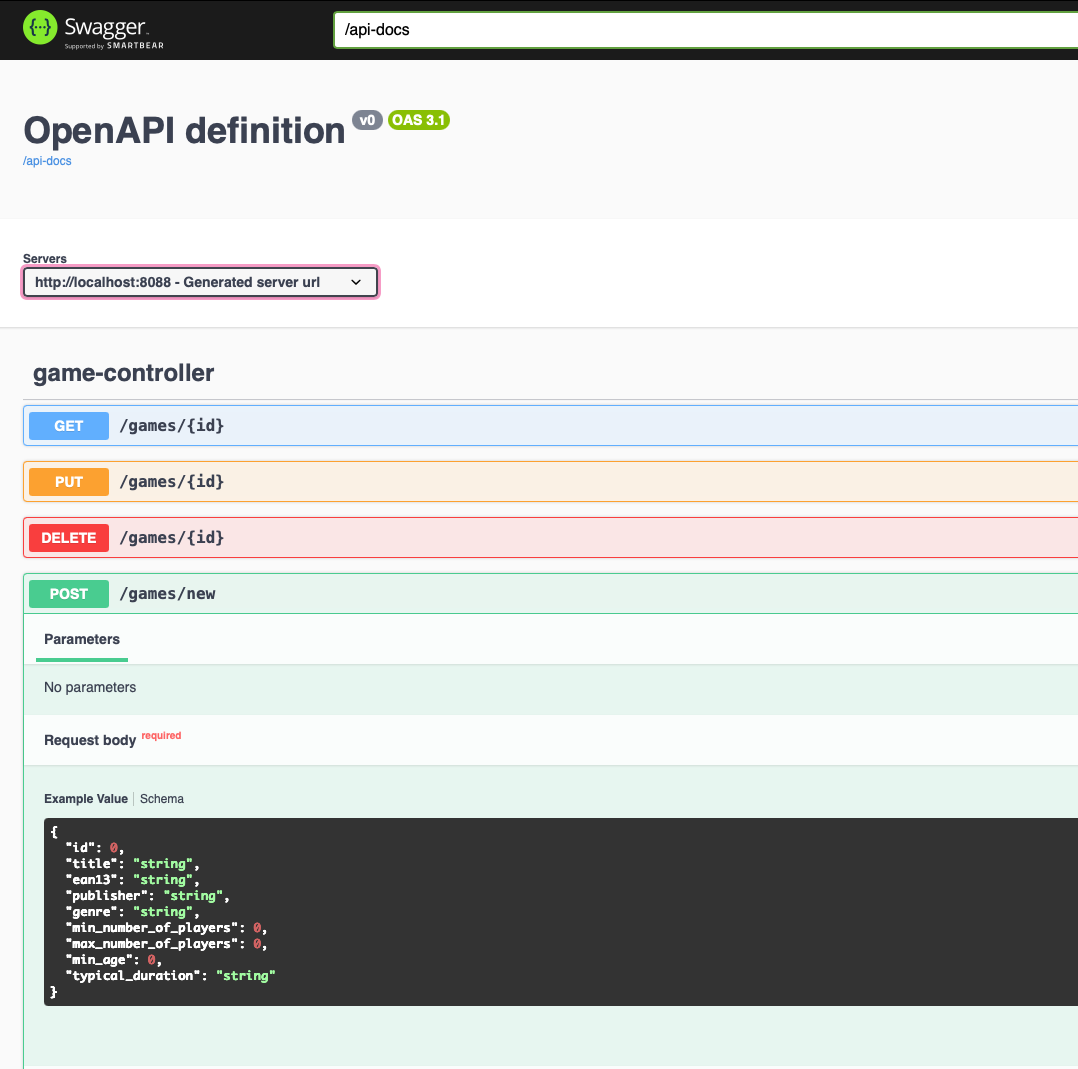 Swagger.
Supported by SMARTBEAR
/api-docs
OpenAPI definition v0 OAS 3.1
/api-docs
Servers
http://localhost:8088 - Generated server url
game-controller
GET /games/{id}
PUT /games/{id}
DELETE /games/{id}
POST /games/new
Parameters
No parameters
Request body required
Example Value Schema
{
  "id": 0,
  "title": "string",
  "ean13": "string",
  "publisher": "string",
  "genre": "string",
  "min_number_of_players": 0,
  "max_number_of_players": 0,
  "min_age": 0,
  "typical_duration": "string"
}